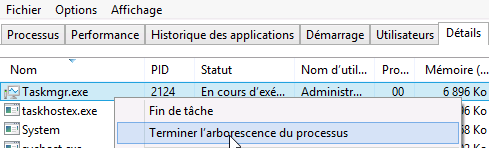 Fichier Options Affichage
Processus Performance Historique des applications Démarrage Utilisateurs Détails
Nom PID Statut Nom d'util... Pro... Mémoire (...
Taskmgr.exe 2124 En cours d'exé... Administr... 00 6 896 Ko
taskhostex.exe Fin de tâche Ko
System Terminer l'arborescence du processus Ko
Ko